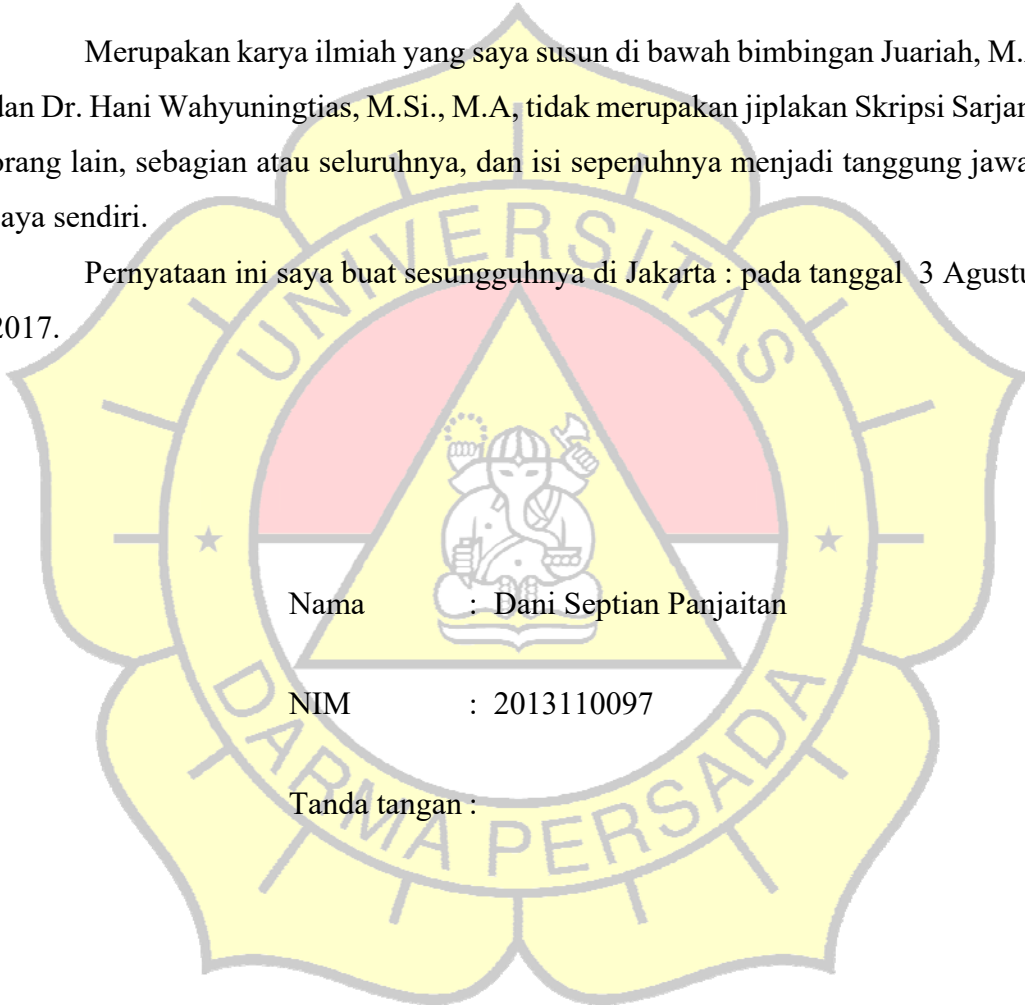 Merupakan karya ilmiah yang saya susun di bawah bimbingan Juariah, M.
dan Dr. Hani Wahyuningtias, M.Si., M.A, tidak merupakan jiplakan Skripsi Sarjan
orang lain, sebagian atau seluruhnya, dan isi sepenuhnya menjadi tanggung jawa
saya sendiri.
Pernyataan ini saya buat sesungguhnya di Jakarta : pada tanggal 3 Agustu
2017.
UNIVERSITAS
Nama : Dani Septian Panjaitan
NIM : 2013110097
Tanda tangan :
DARMA PERSADA